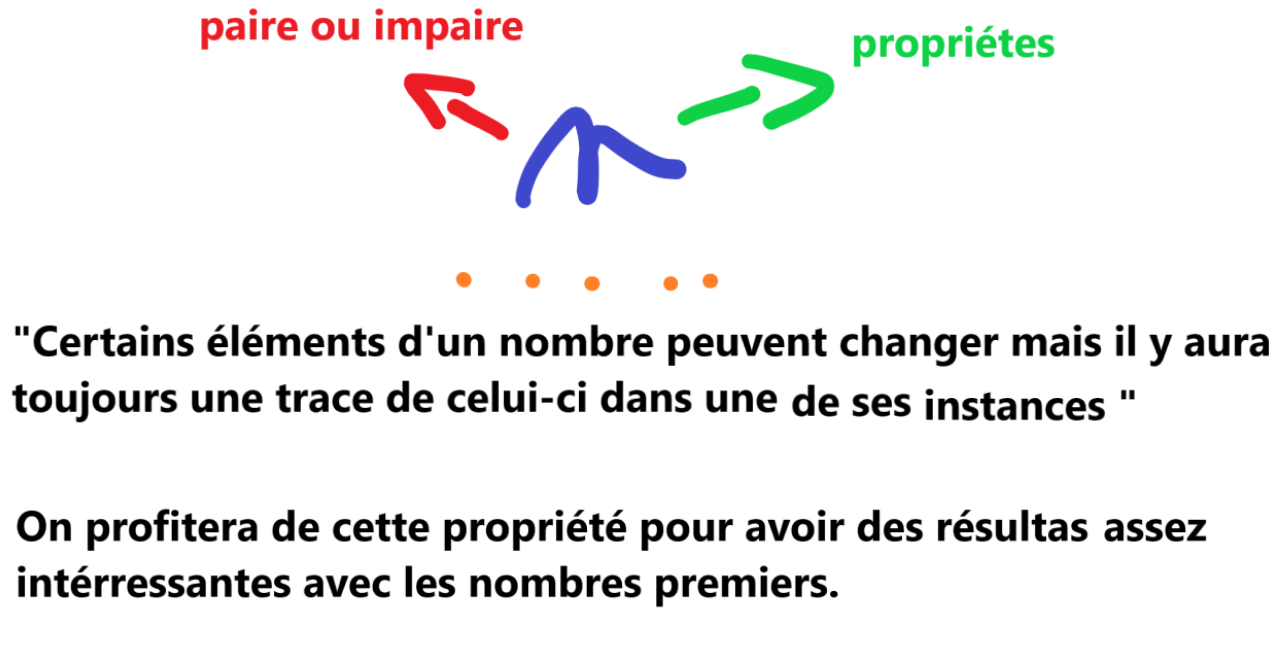 paire ou impaire
propriétes
"Certains éléments d'un nombre peuvent changer mais il y aura
toujours une trace de celui-ci dans une de ses instances "
On profitera de cette propriété pour avoir des résultas assez
intérressantes avec les nombres premiers.